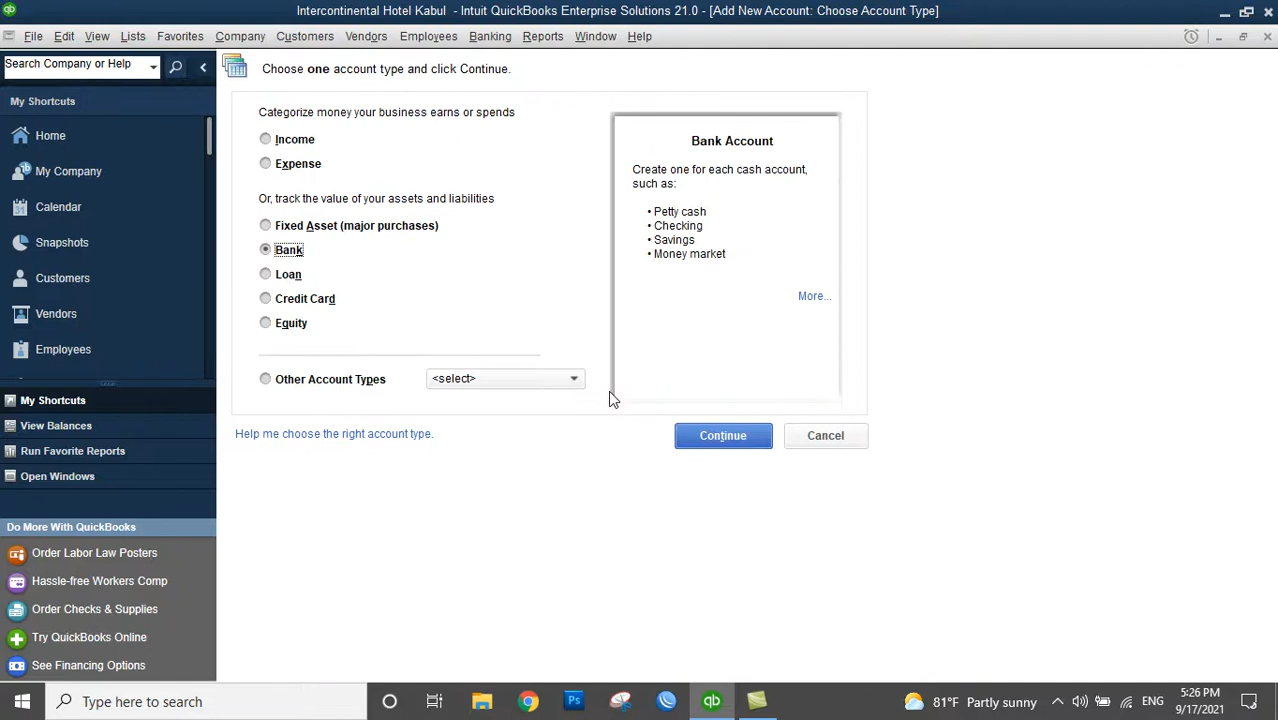 Intercontinental Hotel Kabul - Intuit QuickBooks Enterprise Solutions 21.0 - [Add New Account: Choose Account Type]
File Edit View Lists Favorites Company Customers Vendors Employees Banking Reports Window Help
Search Company or Help
Choose one account type and click Continue.
My Shortcuts
Home
My Company
Calendar
Snapshots
Customers
Vendors
Employees
My Shortcuts
View Balances
Run Favorite Reports
Open Windows
Do More With QuickBooks
Order Labor Law Posters
Hassle-free Workers Comp
Order Checks & Supplies
Try QuickBooks Online
See Financing Options
Categorize money your business earns or spends
Income
Expense
Or, track the value of your assets and liabilities
Fixed Asset (major purchases)
Bank
Loan
Credit Card
Equity
Other Account Types <select>
Help me choose the right account type.
Bank Account
Create one for each cash account,
such as:
• Petty cash
• Checking
• Savings
• Money market
More...
Continue Cancel
Type here to search
qb
Ps
81°F Partly sunny
ENG
5:26 PM
9/17/2021